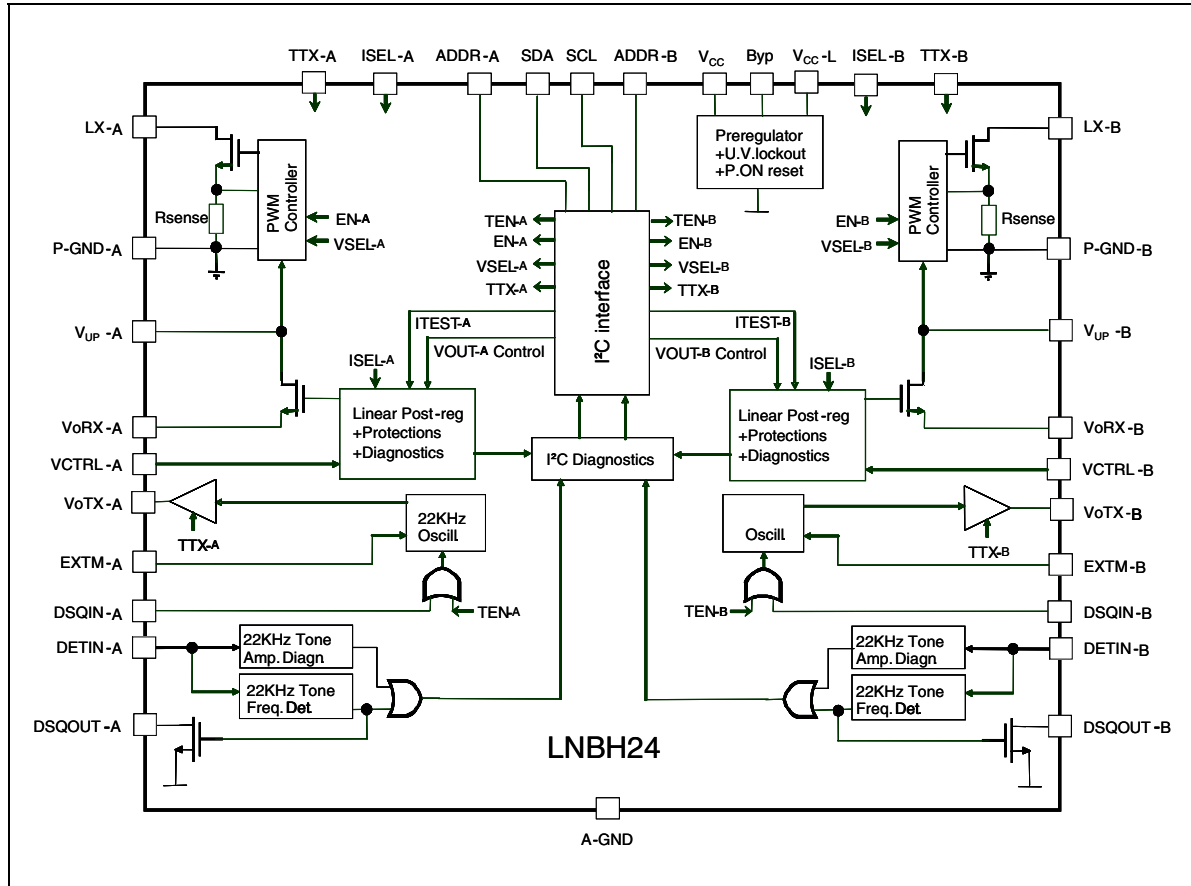 TTX-A
ISEL-A
ADDR-A
SDA
SCL
ADDR-B
VCC
Byp
VCC-L
ISEL-B
TTX-B
LX-A
LX-B
Preregulator
+U.V.lockout
+P.ON reset
PWM
Controller
PWM
Controller
Rsense
Rsense
EN-A
VSEL-A
EN-B
VSEL-B
P-GND-A
P-GND-B
TEN-A
EN-A
VSEL-A
TTX-A
I²C interface
TEN-B
EN-B
VSEL-B
TTX-B
VUP-A
VUP-B
ITEST-A
VOUT-A Control
ITEST-B
VOUT-B Control
ISEL-A
ISEL-B
Linear Post-reg
+Protections
+Diagnostics
Linear Post-reg
+Protections
+Diagnostics
I²C Diagnostics
VoRX-A
VoRX-B
VCTRL-A
VCTRL-B
VoTX-A
VoTX-B
TTX-A
22KHz
Oscill.
Oscill.
TTX-B
EXTM-A
EXTM-B
DSQIN-A
TEN-A
TEN-B
DSQIN-B
DETIN-A
22KHz Tone
Amp. Diagn.
22KHz Tone
Amp. Diagn
DETIN-B
22KHz Tone
Freq. Det.
22KHz Tone
Freq. Det.
DSQOUT-A
DSQOUT-B
LNBH24
A-GND